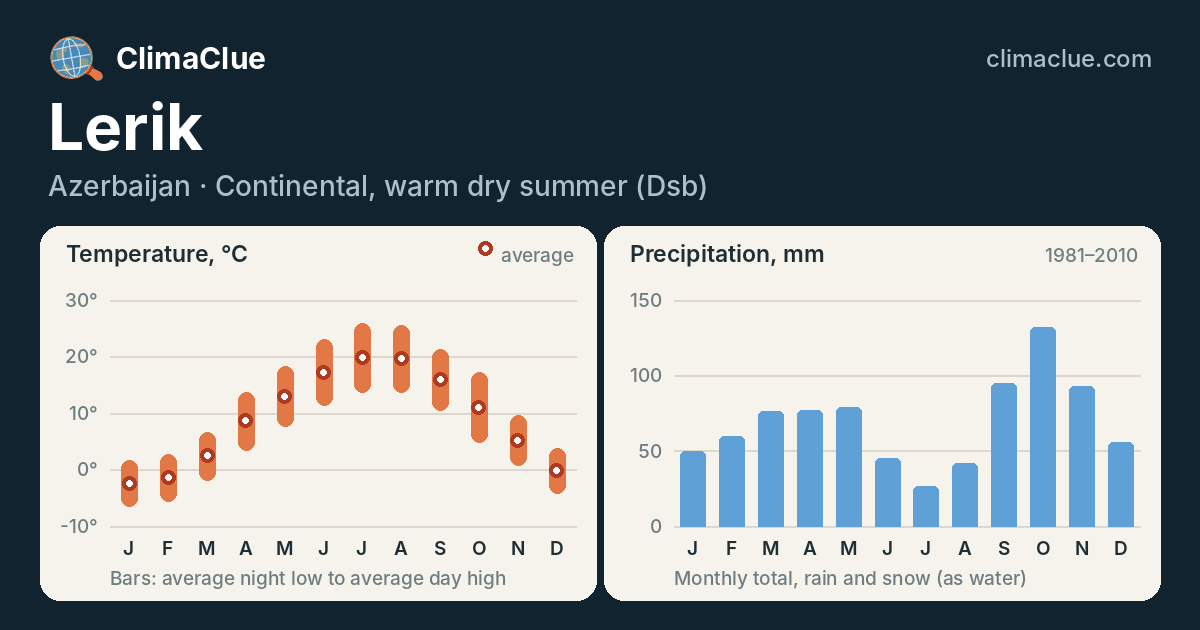 ClimaClue
climaclue.com
Lerik
Azerbaijan · Continental, warm dry summer (Dsb)
Temperature, °C
average
30°
20°
10°
0°
-10°
J F M A M J J A S O N D
Bars: average night low to average day high
Precipitation, mm
1981–2010
150
100
50
0
J F M A M J J A S O N D
Monthly total, rain and snow (as water)